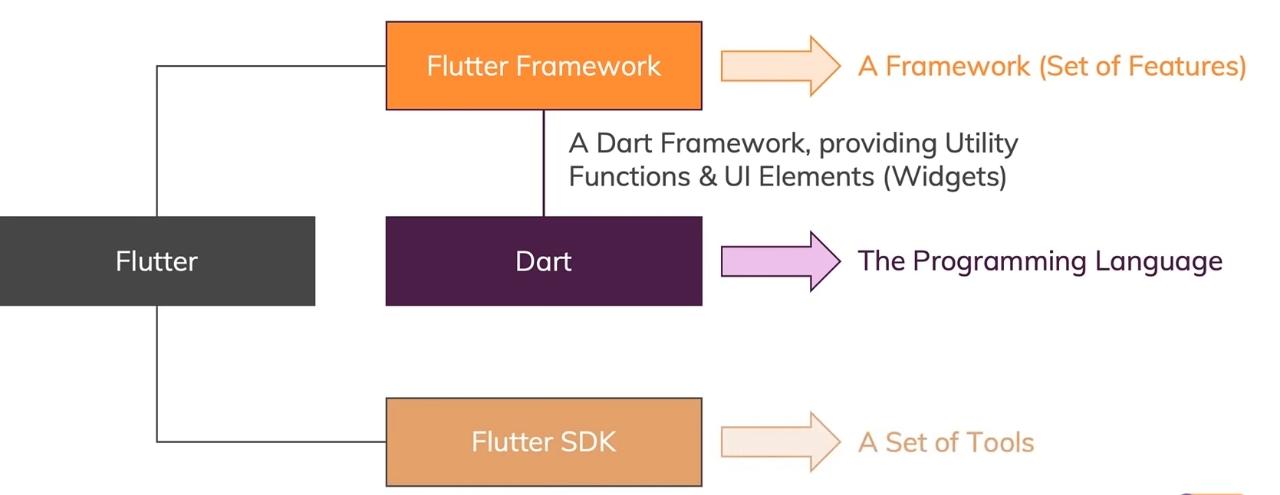 Flutter Framework
A Framework (Set of Features)
A Dart Framework, providing Utility
Functions & UI Elements (Widgets)
Flutter
Dart
The Programming Language
Flutter SDK
A Set of Tools